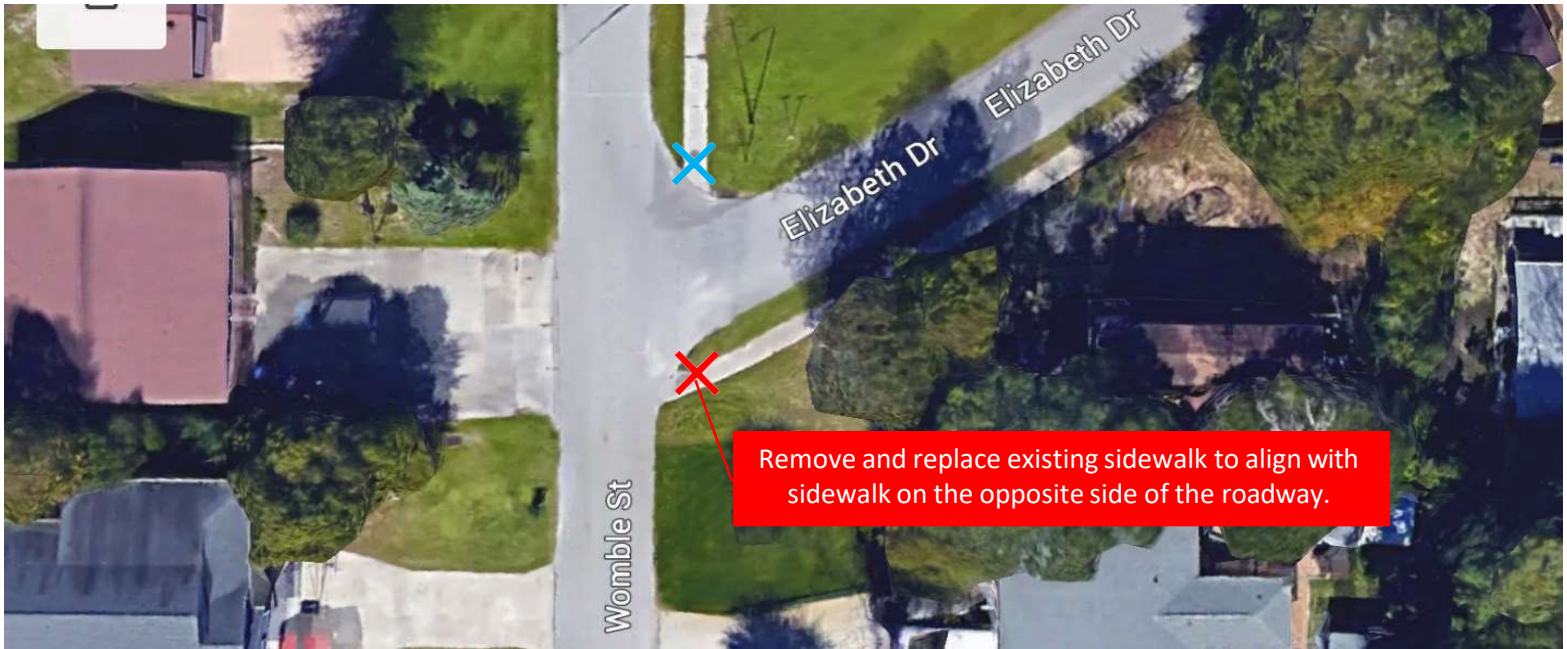 Elizabeth Dr
Elizabeth Dr
Remove and replace existing sidewalk to align with
sidewalk on the opposite side of the roadway.
Womble St